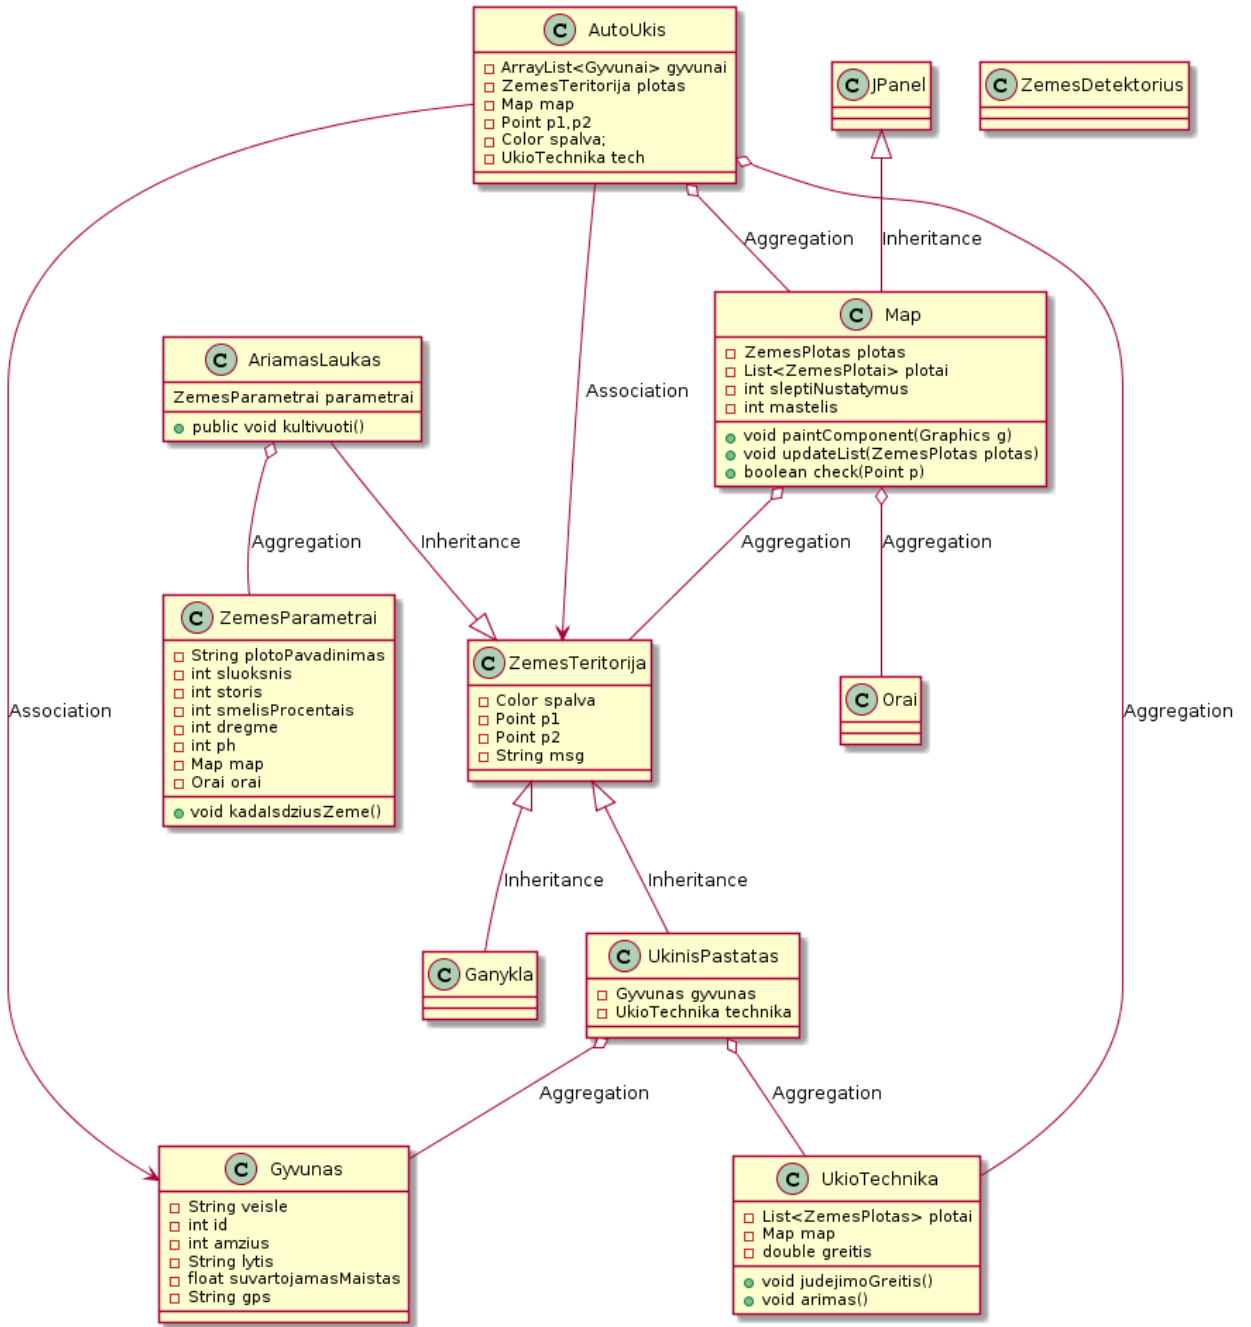 C AutoUkis
ArrayList<Gyvunai> gyvunai
ZemesTeritorija plotas
Map map
Point p1,p2
Color spalva;
UkioTechnika tech
C JPanel
C ZemesDetektorius
Aggregation
Inheritance
C Map
ZemesPlotas plotas
List<ZemesPlotai> plotai
int sleptiNustatymus
int mastelis
void paintComponent(Graphics g)
void updateList(ZemesPlotas plotas)
boolean check(Point p)
C AriamasLaukas
ZemesParametrai parametrai
public void kultivuoti()
Association
Aggregation
Inheritance
Aggregation
Aggregation
C ZemesParametrai
String plotoPavadinimas
int sluoksnis
int storis
int smelisProcentais
int dregme
int ph
Map map
Orai orai
void kadaIsdziusZeme()
C ZemesTeritorija
Color spalva
Point p1
Point p2
String msg
C Orai
Association
Aggregation
Inheritance
Inheritance
C Ganykla
C UkinisPastatas
Gyvunas gyvunas
UkioTechnika technika
Aggregation
Aggregation
C Gyvunas
String veisle
int id
int amzius
String lytis
float suvartojamasMaistas
String gps
C UkioTechnika
List<ZemesPlotas> plotai
Map map
double greitis
void judejimoGreitis()
void arimas()